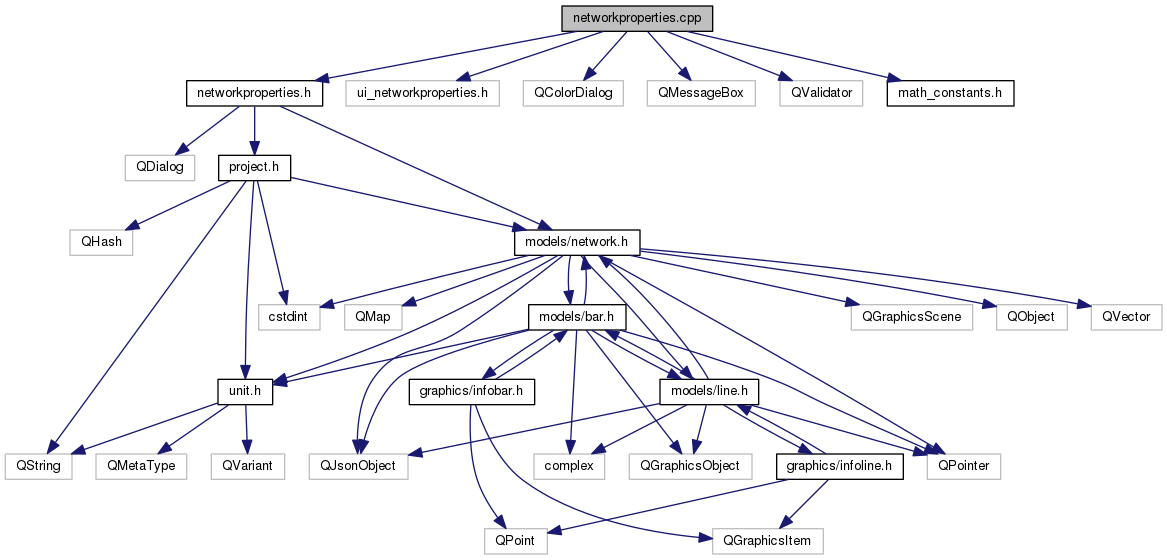 networkproperties.cpp
networkproperties.h
ui_networkproperties.h
QColorDialog
QMessageBox
QValidator
math_constants.h
QDialog
project.h
QHash
models/network.h
cstdint
QMap
models/bar.h
QGraphicsScene
QObject
QVector
unit.h
graphics/infobar.h
models/line.h
QString
QMetaType
QVariant
QJsonObject
complex
QGraphicsObject
graphics/infoline.h
QPointer
QPoint
QGraphicsItem